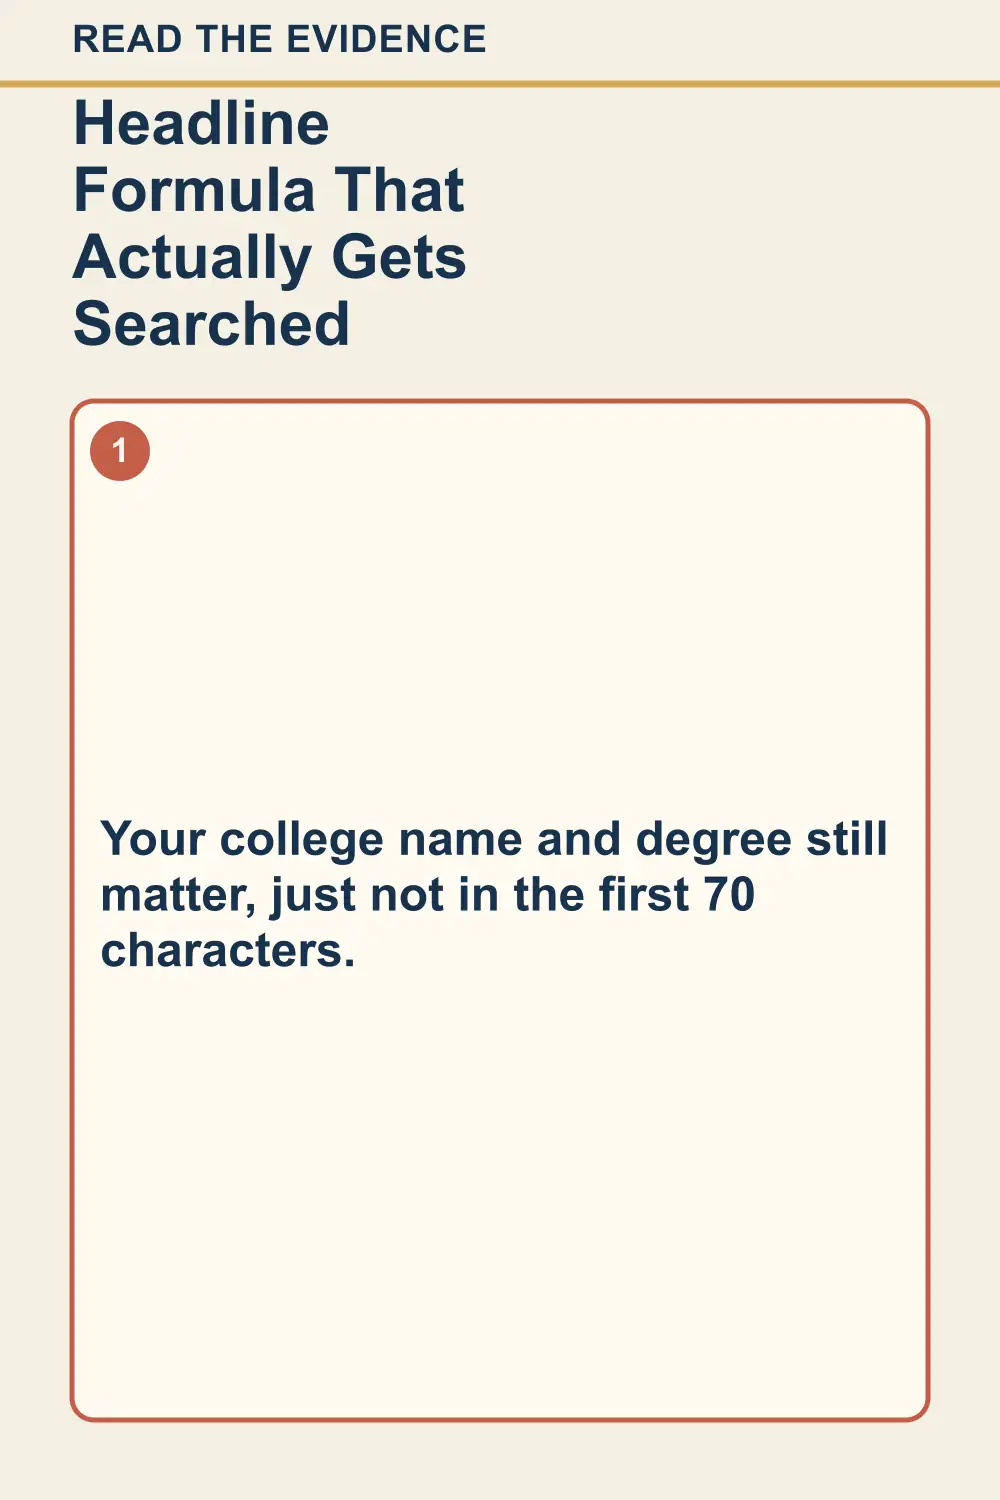 READ THE EVIDENCE
Headline
Formula That
Actually Gets
Searched
1
Your college name and degree still
matter, just not in the first 70
characters.